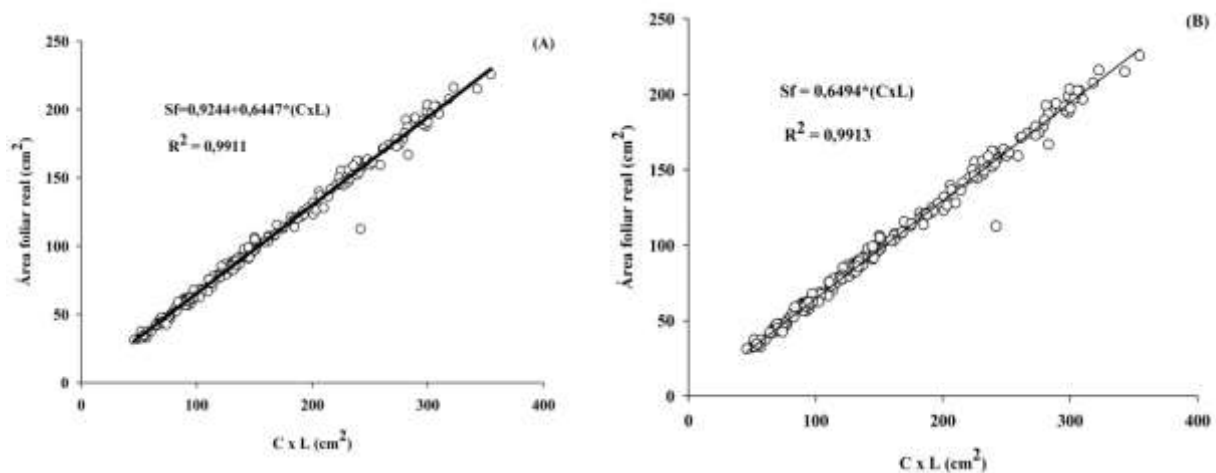 (A)
250
200
150
100
50
0
Área foliar real (cm²)
Sf=0,9244+0,6447*(CxL)
R² = 0,9911
0 100 200 300 400
C x L (cm²)
(B)
250
200
150
100
50
0
Área foliar real (cm²)
Sf = 0,6494*(CxL)
R² = 0,9913
0 100 200 300 400
C x L (cm²)